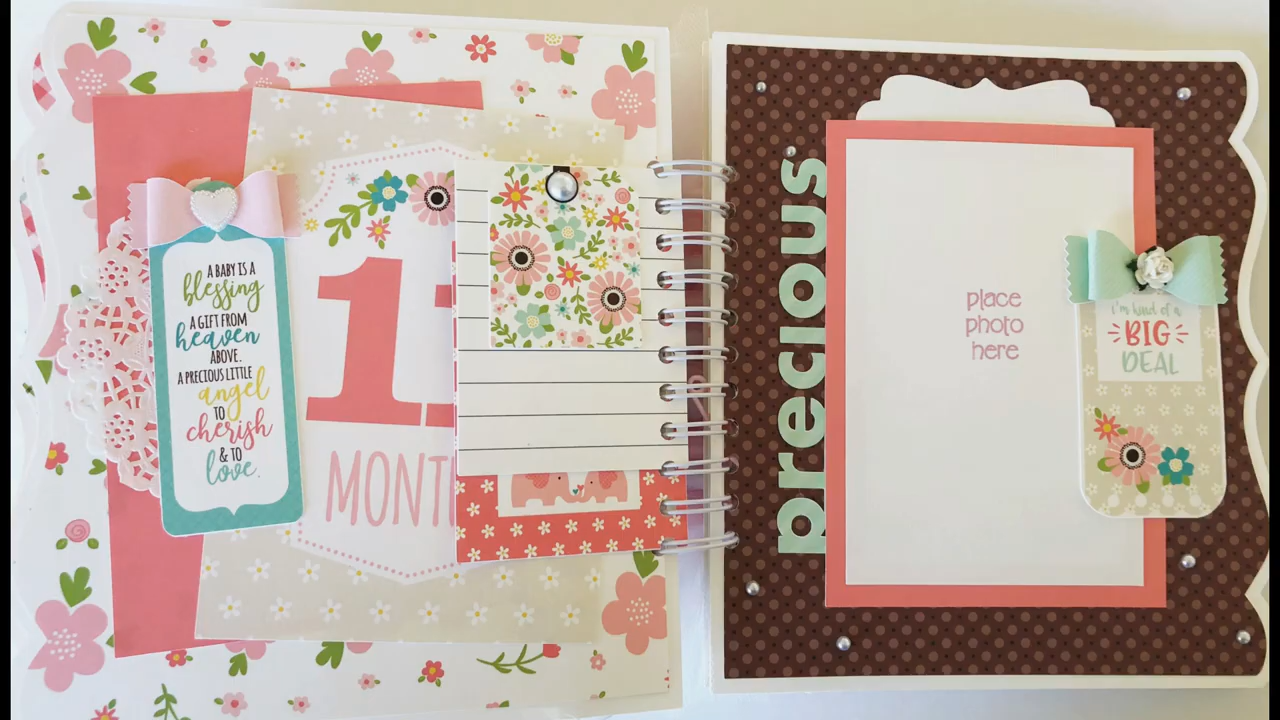 A BABY IS A
blessing
A GIFT FROM
heaven
ABOVE.
A PRECIOUS LITTLE
angel
TO
cherish
& TO
love.
11
MONT
precious
place
photo
here
i'm kind of a
BIG
DEAL